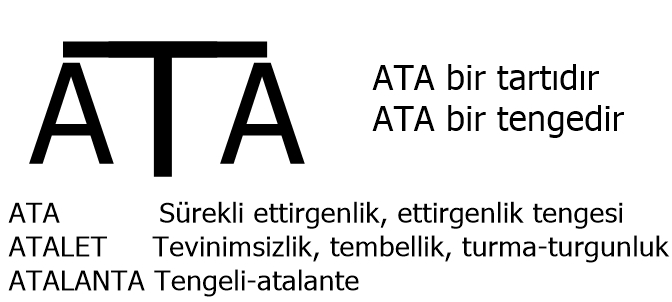 ATA
ATA bir tartıdır
ATA bir tengedir
ATA Sürekli ettirgenlik, ettirgenlik tengesi
ATALET Tevinimsizlik, tembellik, turma-turgunluk
ATALANTA Tengeli-atalante